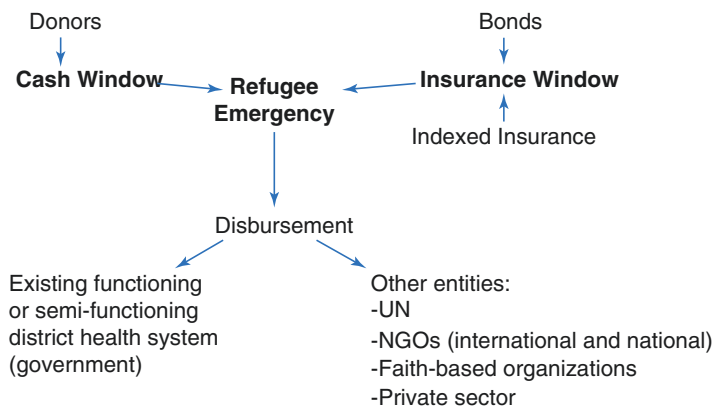 Donors
Bonds
Cash Window
Refugee
Emergency
Insurance Window
Indexed Insurance
Disbursement
Existing functioning
or semi-functioning
district health system
(government)
Other entities:
-UN
-NGOs (international and national)
-Faith-based organizations
-Private sector